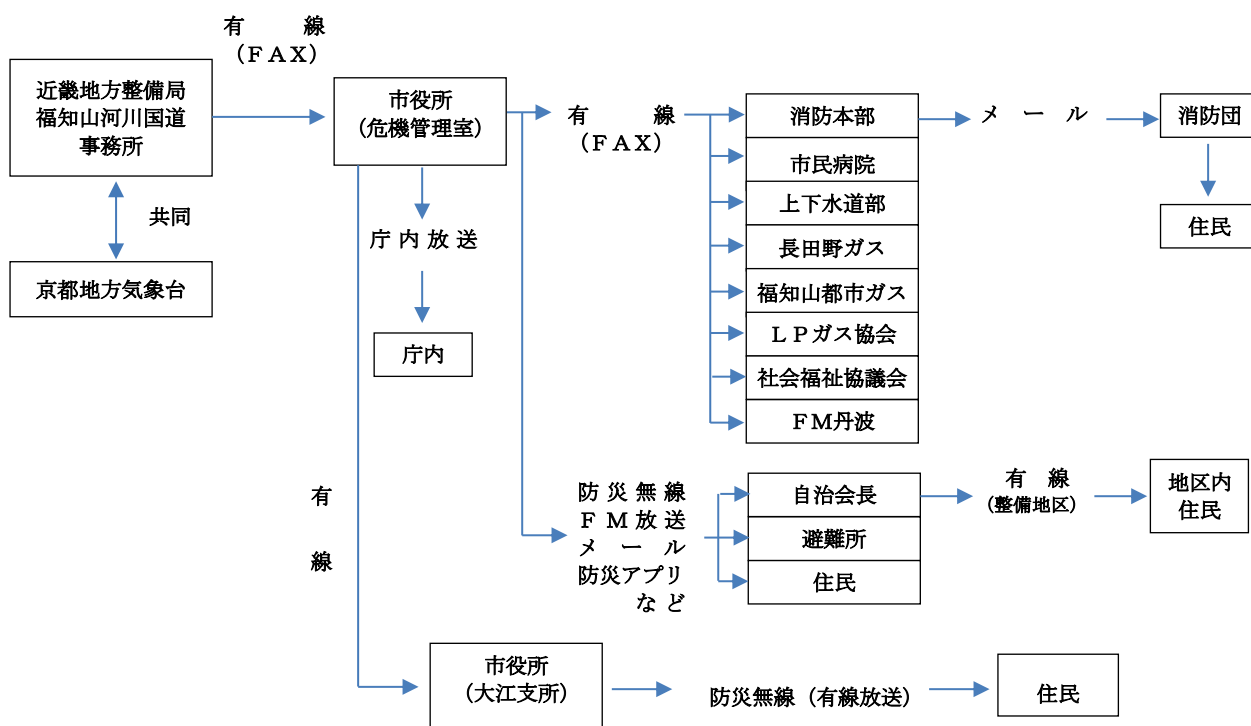 有線
(FAX)
近畿地方整備局
福知山河川国道
事務所
共同
京都地方気象台
市役所
(危機管理室)
庁内放送
庁内
有線
(FAX)
消防本部
市民病院
上下水道部
長田野ガス
福知山都市ガス
LPガス協会
社会福祉協議会
FM丹波
メール
消防団
住民
防災無線
FM放送
メール
防災アプリ
など
自治会長
避難所
住民
有線
(整備地区)
地区内
住民
有
線
市役所
(大江支所)
防災無線(有線放送)
住民